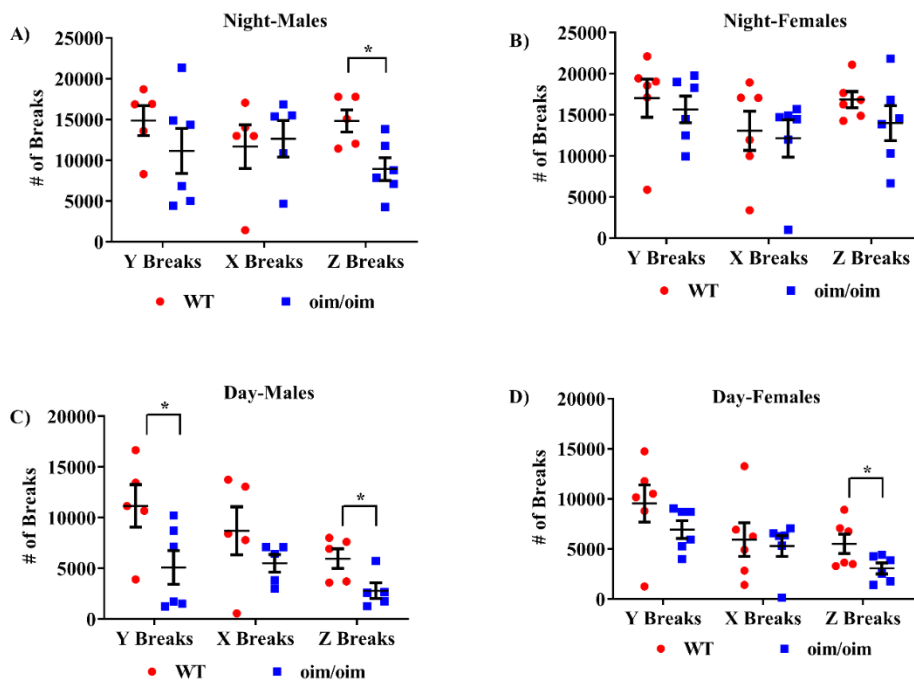 A)
Night-Males
# of Breaks
25000
20000
15000
10000
5000
0
*
Y Breaks X Breaks Z Breaks
WT oim/oim
B)
Night-Females
# of Breaks
25000
20000
15000
10000
5000
0
Y Breaks X Breaks Z Breaks
WT oim/oim
C)
Day-Males
# of Breaks
20000
15000
10000
5000
0
*
*
Y Breaks X Breaks Z Breaks
WT oim/oim
D)
Day-Females
# of Breaks
20000
15000
10000
5000
0
*
Y Breaks X Breaks Z Breaks
WT oim/oim